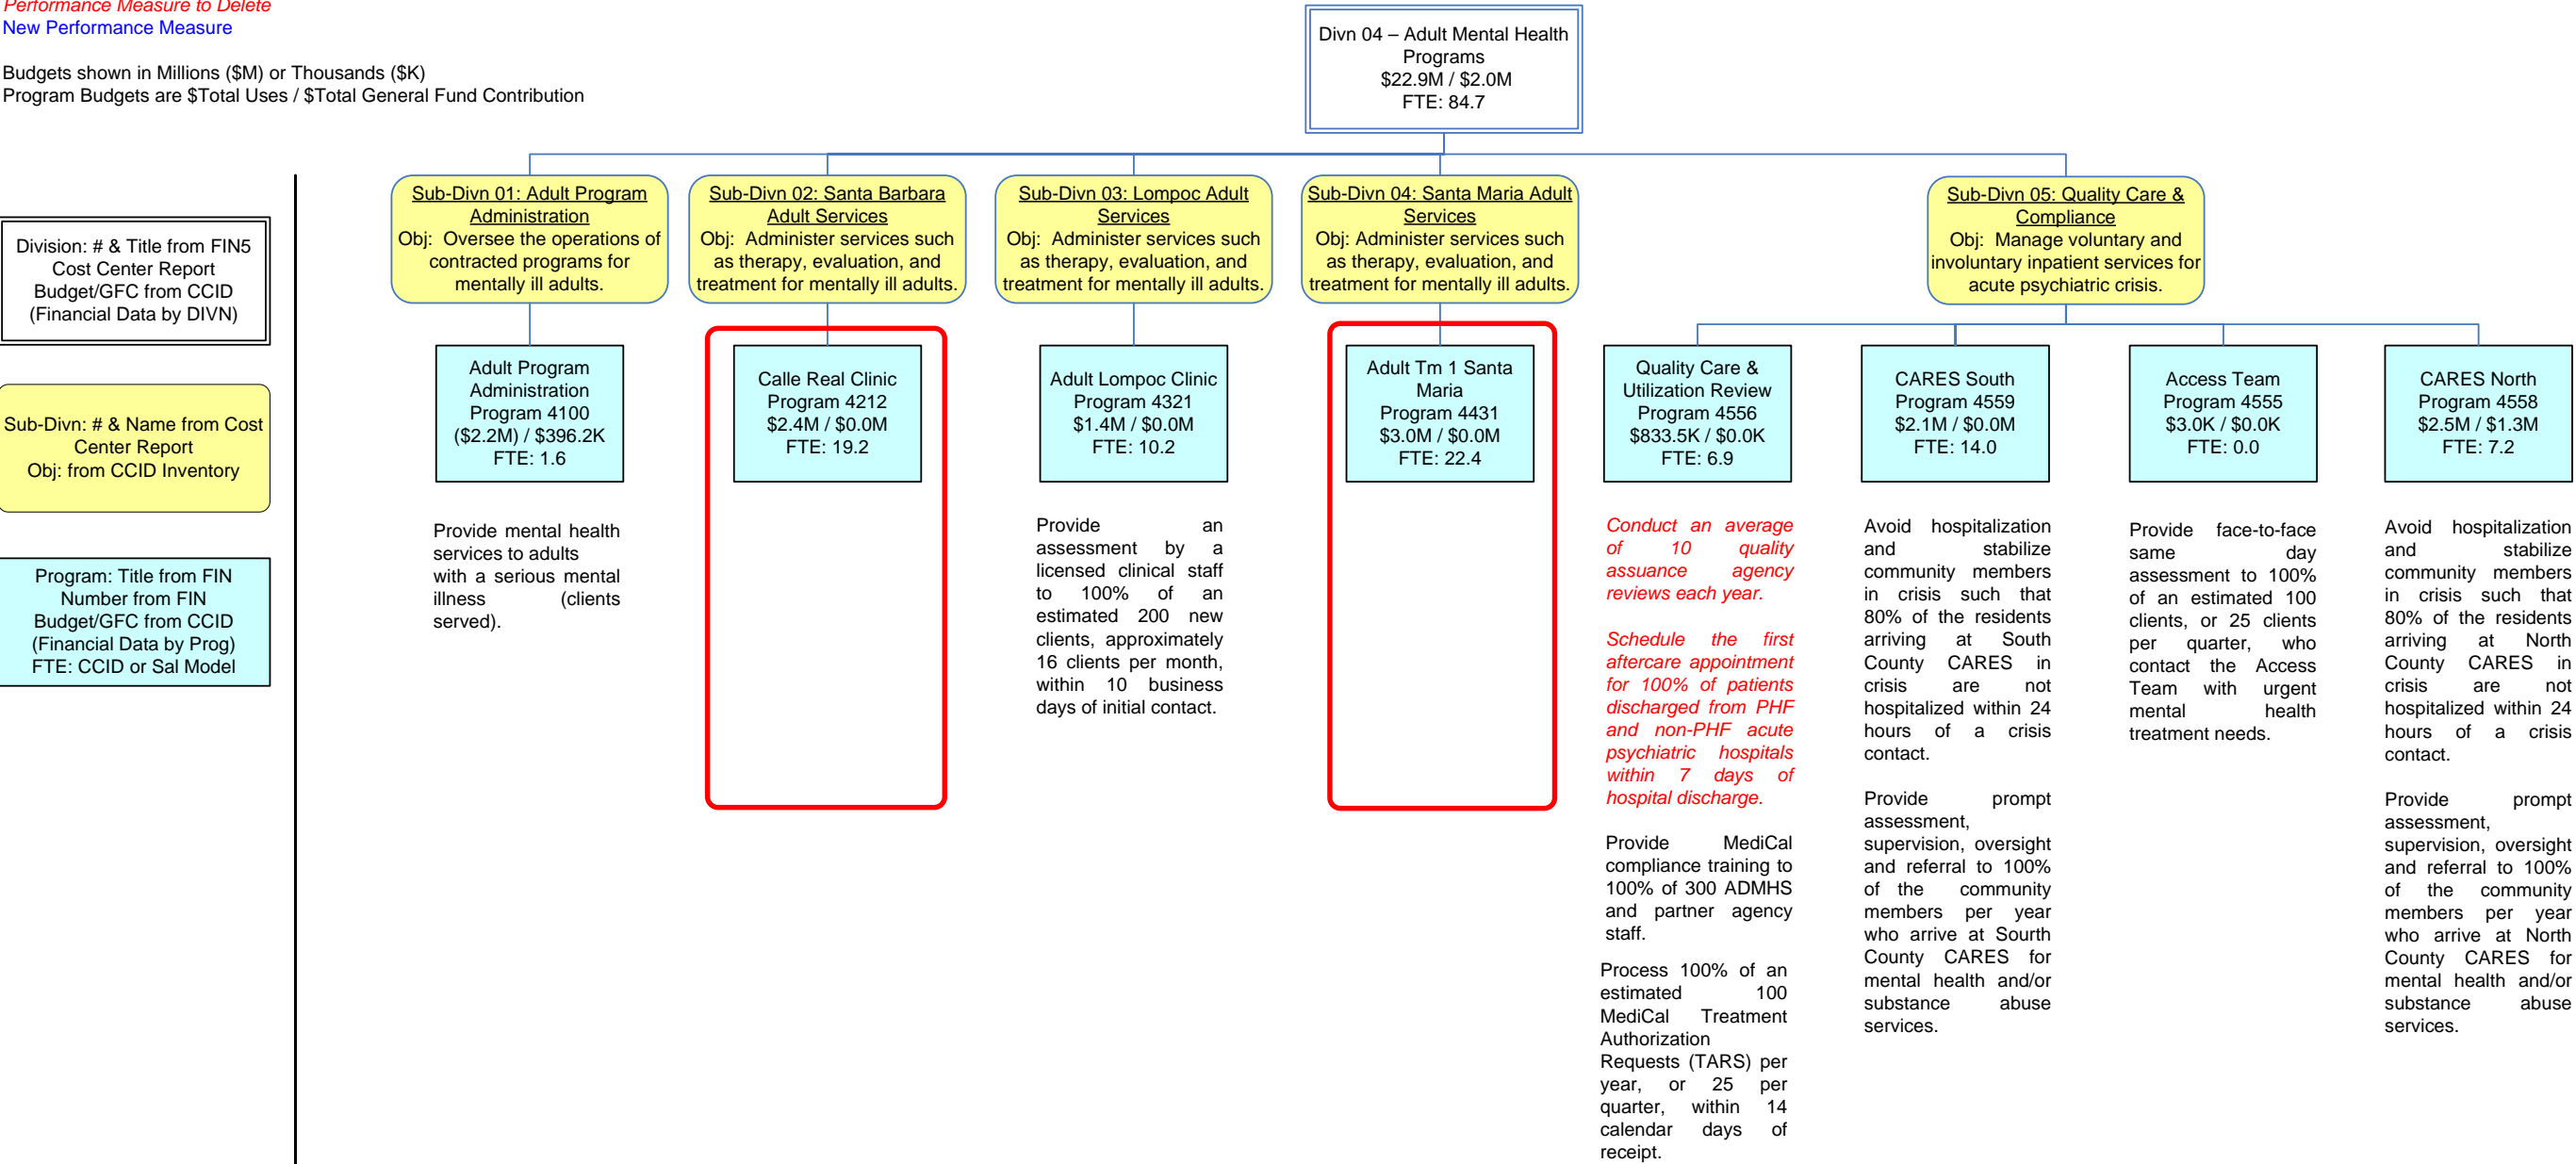 Performance Measure to Delete
New Performance Measure
Budgets shown in Millions ($M) or Thousands ($K)
Program Budgets are $Total Uses / $Total General Fund Contribution
Divn 04 – Adult Mental Health
Programs
$22.9M / $2.0M
FTE: 84.7
Division: # & Title from FIN5
Cost Center Report
Budget/GFC from CCID
(Financial Data by DIVN)
Sub-Divn: # & Name from Cost
Center Report
Obj: from CCID Inventory
Program: Title from FIN
Number from FIN
Budget/GFC from CCID
(Financial Data by Prog)
FTE: CCID or Sal Model
Sub-Divn 01: Adult Program
Administration
Obj: Oversee the operations of
contracted programs for
mentally ill adults.
Sub-Divn 02: Santa Barbara
Adult Services
Obj: Administer services such
as therapy, evaluation, and
treatment for mentally ill adults.
Sub-Divn 03: Lompoc Adult
Services
Obj: Administer services such
as therapy, evaluation, and
treatment for mentally ill adults.
Sub-Divn 04: Santa Maria Adult
Services
Obj: Administer services such
as therapy, evaluation, and
treatment for mentally ill adults.
Sub-Divn 05: Quality Care &
Compliance
Obj: Manage voluntary and
involuntary inpatient services for
acute psychiatric crisis.
Adult Program
Administration
Program 4100
($2.2M) / $396.2K
FTE: 1.6
Calle Real Clinic
Program 4212
$2.4M / $0.0M
FTE: 19.2
Adult Lompoc Clinic
Program 4321
$1.4M / $0.0M
FTE: 10.2
Adult Tm 1 Santa
Maria
Program 4431
$3.0M / $0.0M
FTE: 22.4
Quality Care &
Utilization Review
Program 4556
$833.5K / $0.0K
FTE: 6.9
CARES South
Program 4559
$2.1M / $0.0M
FTE: 14.0
Access Team
Program 4555
$3.0K / $0.0K
FTE: 0.0
CARES North
Program 4558
$2.5M / $1.3M
FTE: 7.2
Provide mental health
services to adults
with a serious mental
illness (clients
served).
Provide an
assessment by a
licensed clinical staff
to 100% of an
estimated 200 new
clients, approximately
16 clients per month,
within 10 business
days of initial contact.
Conduct an average
of 10 quality
assuance agency
reviews each year.
Schedule the first
aftercare appointment
for 100% of patients
discharged from PHF
and non-PHF acute
psychiatric hospitals
within 7 days of
hospital discharge.
Provide MediCal
compliance training to
100% of 300 ADMHS
and partner agency
staff.
Process 100% of an
estimated 100
MediCal Treatment
Authorization
Requests (TARS) per
year, or 25 per
quarter, within 14
calendar days of
receipt.
Avoid hospitalization
and stabilize
community members
in crisis such that
80% of the residents
arriving at South
County CARES in
crisis are not
hospitalized within 24
hours of a crisis
contact.
Provide prompt
assessment,
supervision, oversight
and referral to 100%
of the community
members per year
who arrive at Sourth
County CARES for
mental health and/or
substance abuse
services.
Provide face-to-face
same day
assessment to 100%
of an estimated 100
clients, or 25 clients
per quarter, who
contact the Access
Team with urgent
mental health
treatment needs.
Avoid hospitalization
and stabilize
community members
in crisis such that
80% of the residents
arriving at North
County CARES in
crisis are not
hospitalized within 24
hours of a crisis
contact.
Provide prompt
assessment,
supervision, oversight
and referral to 100%
of the community
members per year
who arrive at North
County CARES for
mental health and/or
substance abuse
services.